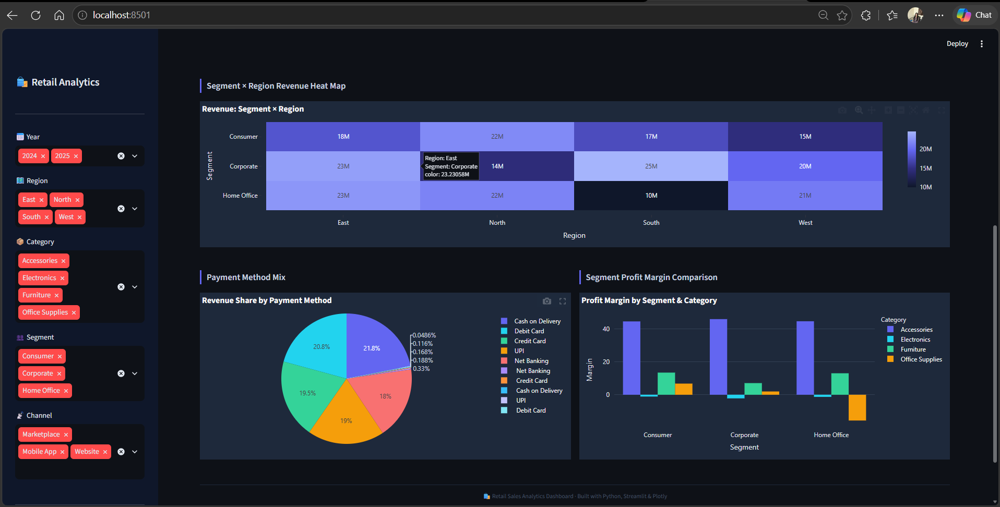 localhost:8501
Chat
Deploy
Retail Analytics
Year
2024 × 2025 ×
Region
East × North ×
South × West ×
Category
Accessories ×
Electronics ×
Furniture ×
Office Supplies ×
Segment
Consumer ×
Corporate ×
Home Office ×
Channel
Marketplace ×
Mobile App × Website ×
Segment × Region Revenue Heat Map
Revenue: Segment × Region
Segment
Consumer 18M 22M 17M 15M
Corporate 23M 14M 25M 20M
Home Office 23M 22M 10M 21M
Region: East
Segment: Corporate
color: 23.23058M
20M
15M
10M
East North South West
Region
Payment Method Mix
Revenue Share by Payment Method
20.8%
21.8%
19.5%
18%
19%
0.0486%
0.116%
0.168%
0.188%
0.33%
Cash on Delivery
Debit Card
Credit Card
UPI
Net Banking
Net Banking
Credit Card
Cash on Delivery
UPI
Debit Card
Segment Profit Margin Comparison
Profit Margin by Segment & Category
Margin
40
20
0
Consumer Corporate Home Office
Segment
Category
Accessories
Electronics
Furniture
Office Supplies
Retail Sales Analytics Dashboard · Built with Python, Streamlit & Plotly